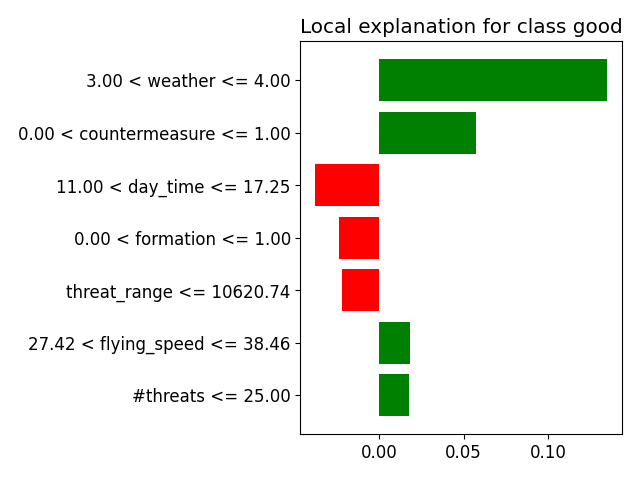 Local explanation for class good
3.00 < weather <= 4.00
0.00 < countermeasure <= 1.00
11.00 < day_time <= 17.25
0.00 < formation <= 1.00
threat_range <= 10620.74
27.42 < flying_speed <= 38.46
#threats <= 25.00
0.00 0.05 0.10